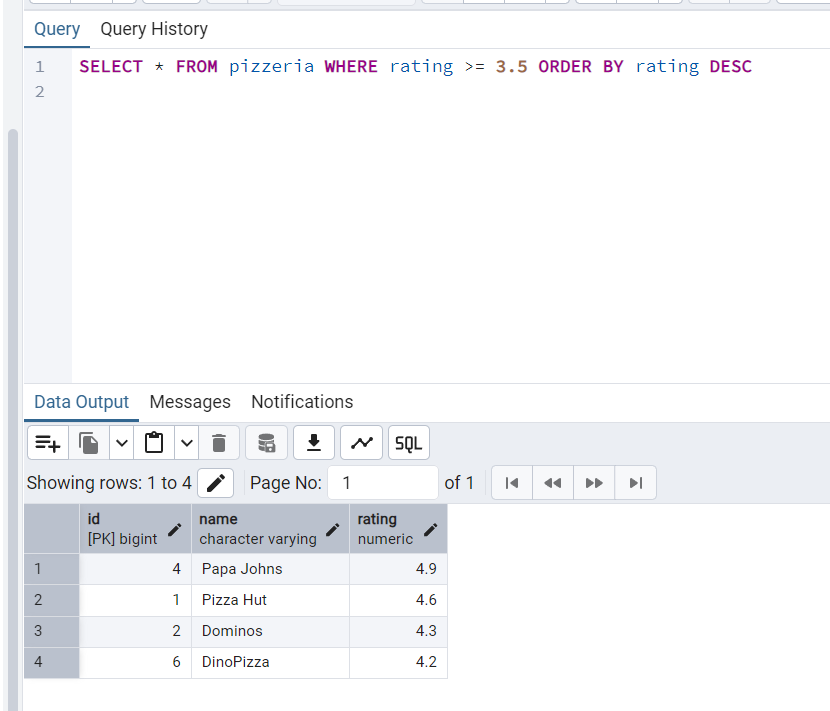 Query Query History
1 SELECT * FROM pizzeria WHERE rating >= 3.5 ORDER BY rating DESC
2
Data Output Messages Notifications
SQL
Showing rows: 1 to 4 Page No: 1 of 1
id name rating
[PK] bigint character varying numeric
1 4 Papa Johns 4.9
2 1 Pizza Hut 4.6
3 2 Dominos 4.3
4 6 DinoPizza 4.2